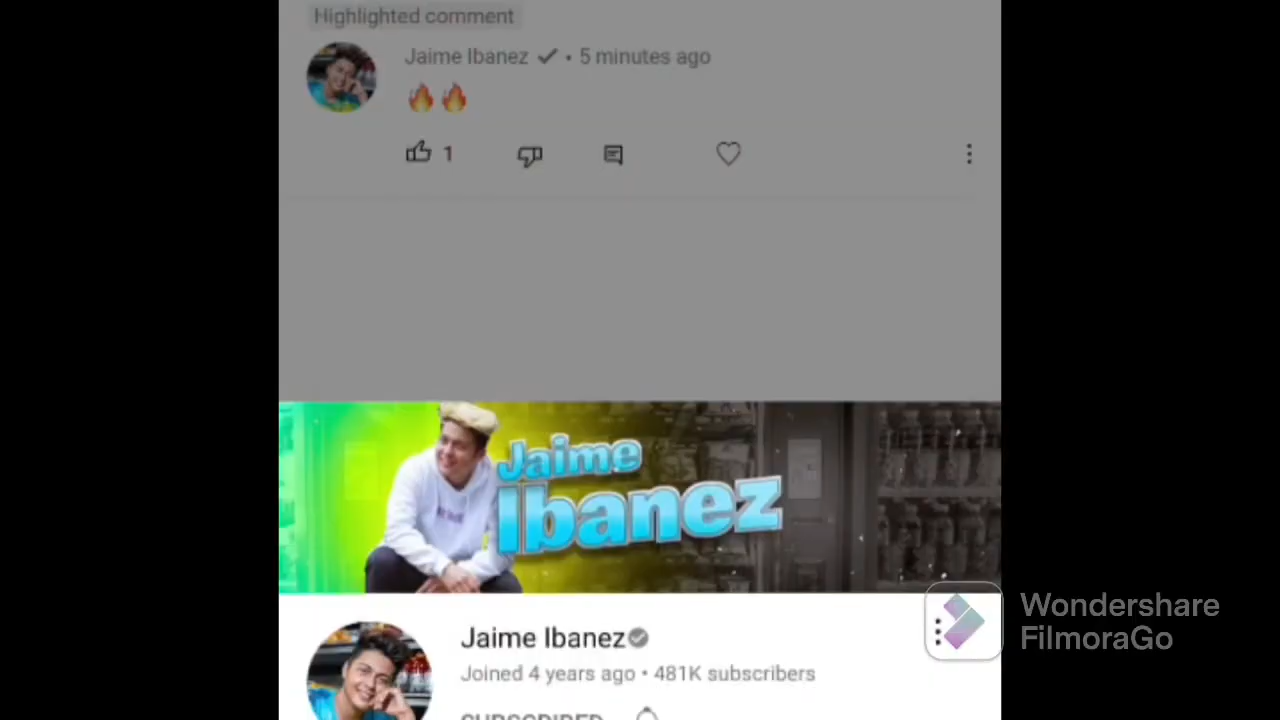 Highlighted comment
Jaime Ibanez • 5 minutes ago
🔥🔥
1
Jaime
Ibanez
Wondershare
FilmoraGo
Jaime Ibanez
Joined 4 years ago • 481K subscribers
SUBSCRIBED